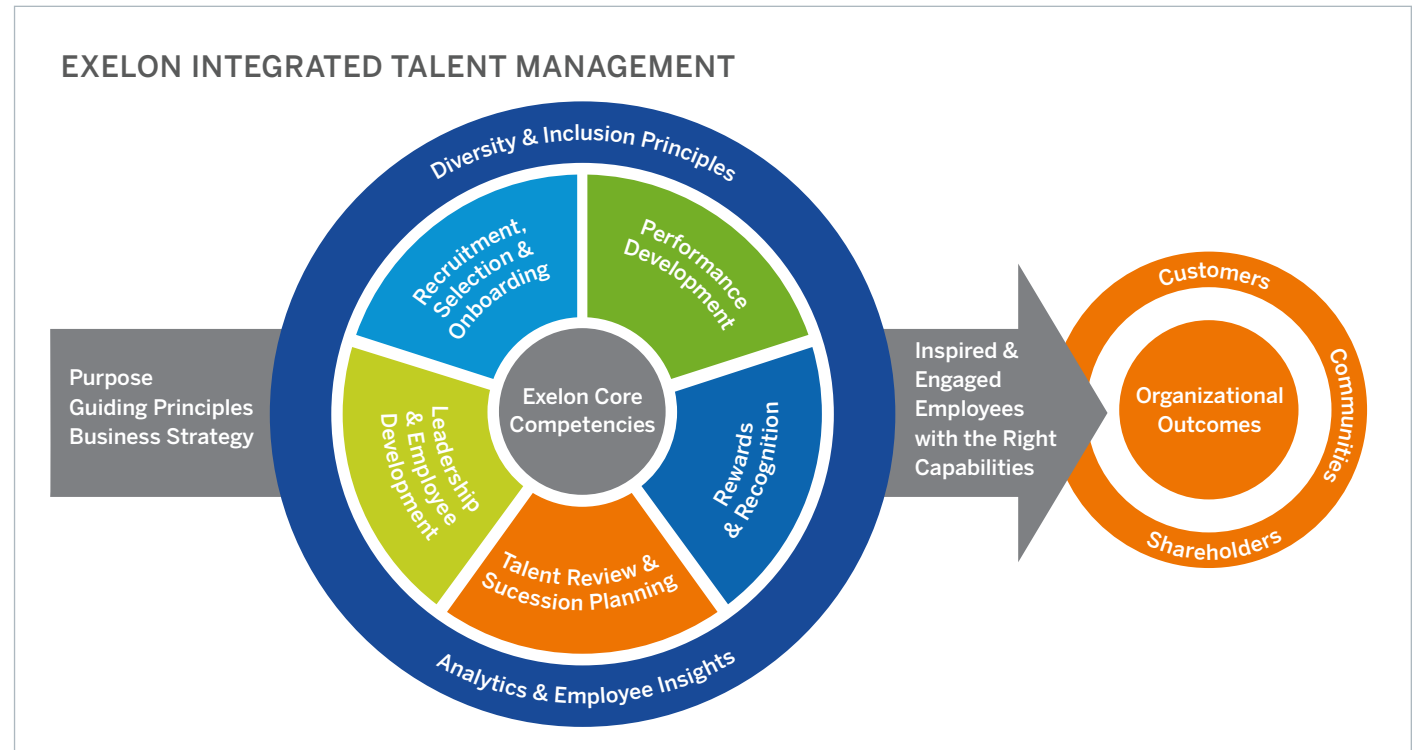 EXELON INTEGRATED TALENT MANAGEMENT
Diversity & Inclusion Principles
Recruitment,
Selection &
Onboarding
Performance
Development
Purpose
Guiding Principles
Business Strategy
Exelon Core
Competencies
Leadership
& Employee
Development
Rewards
& Recognition
Talent Review &
Sucession Planning
Analytics & Employee Insights
Inspired &
Engaged
Employees
with the Right
Capabilities
Customers
Communities
Shareholders
Organizational
Outcomes